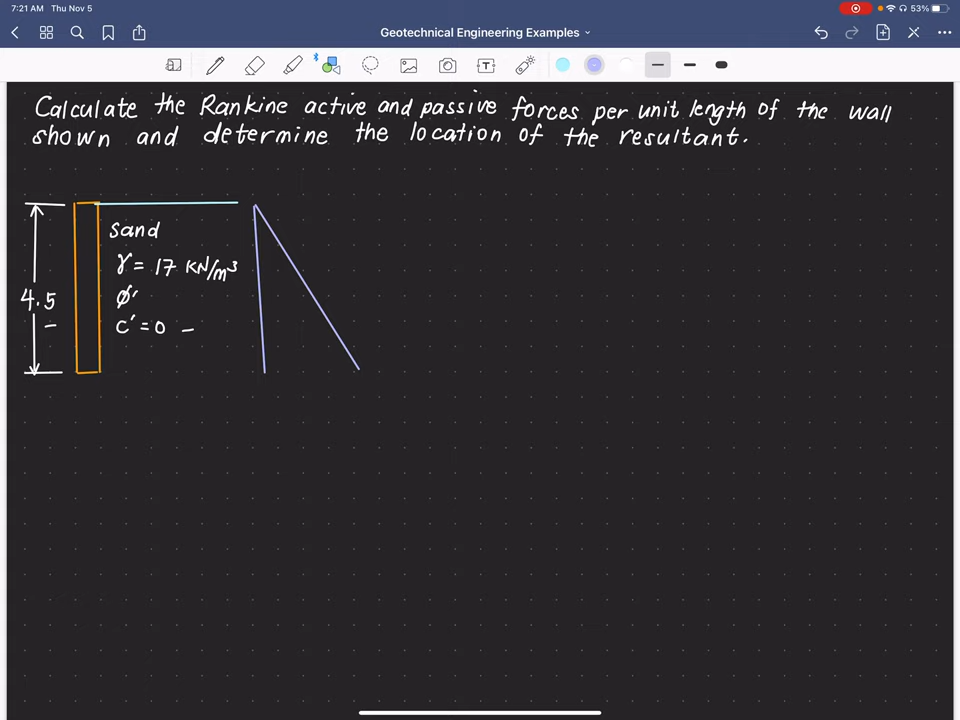 7:21 AM Thu Nov 5
53%
Geotechnical Engineering Examples
Calculate the Rankine active and passive forces per unit length of the wall
shown and determine the location of the resultant.
sand
γ = 17 KN/m³
4.5
φ'
c' = 0